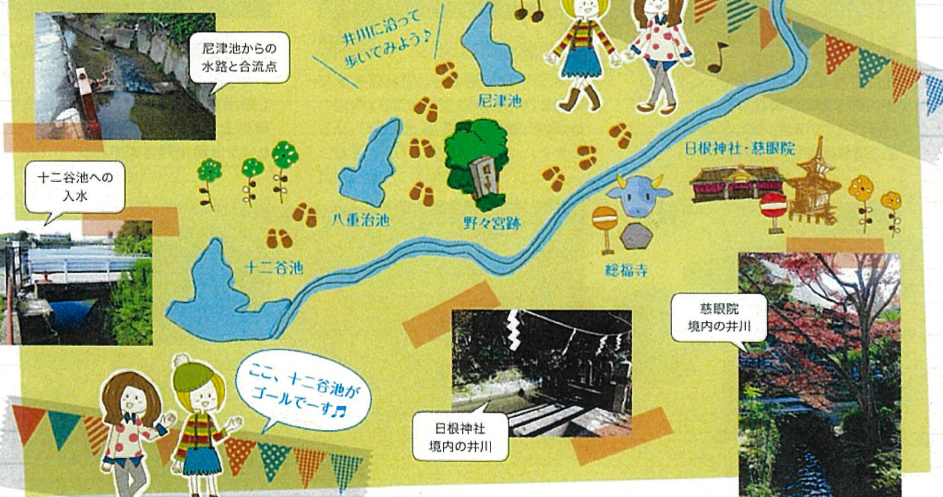 井川に沿って
歩いてみよう♪
尼津池からの
水路と合流点
尼津池
日根神社・慈眼院
十二谷池への
入水
八重治池
野々宮跡
総福寺
十二谷池
慈眼院
境内の井川
ここ、十二谷池が
ゴールでーす♬
日根神社
境内の井川